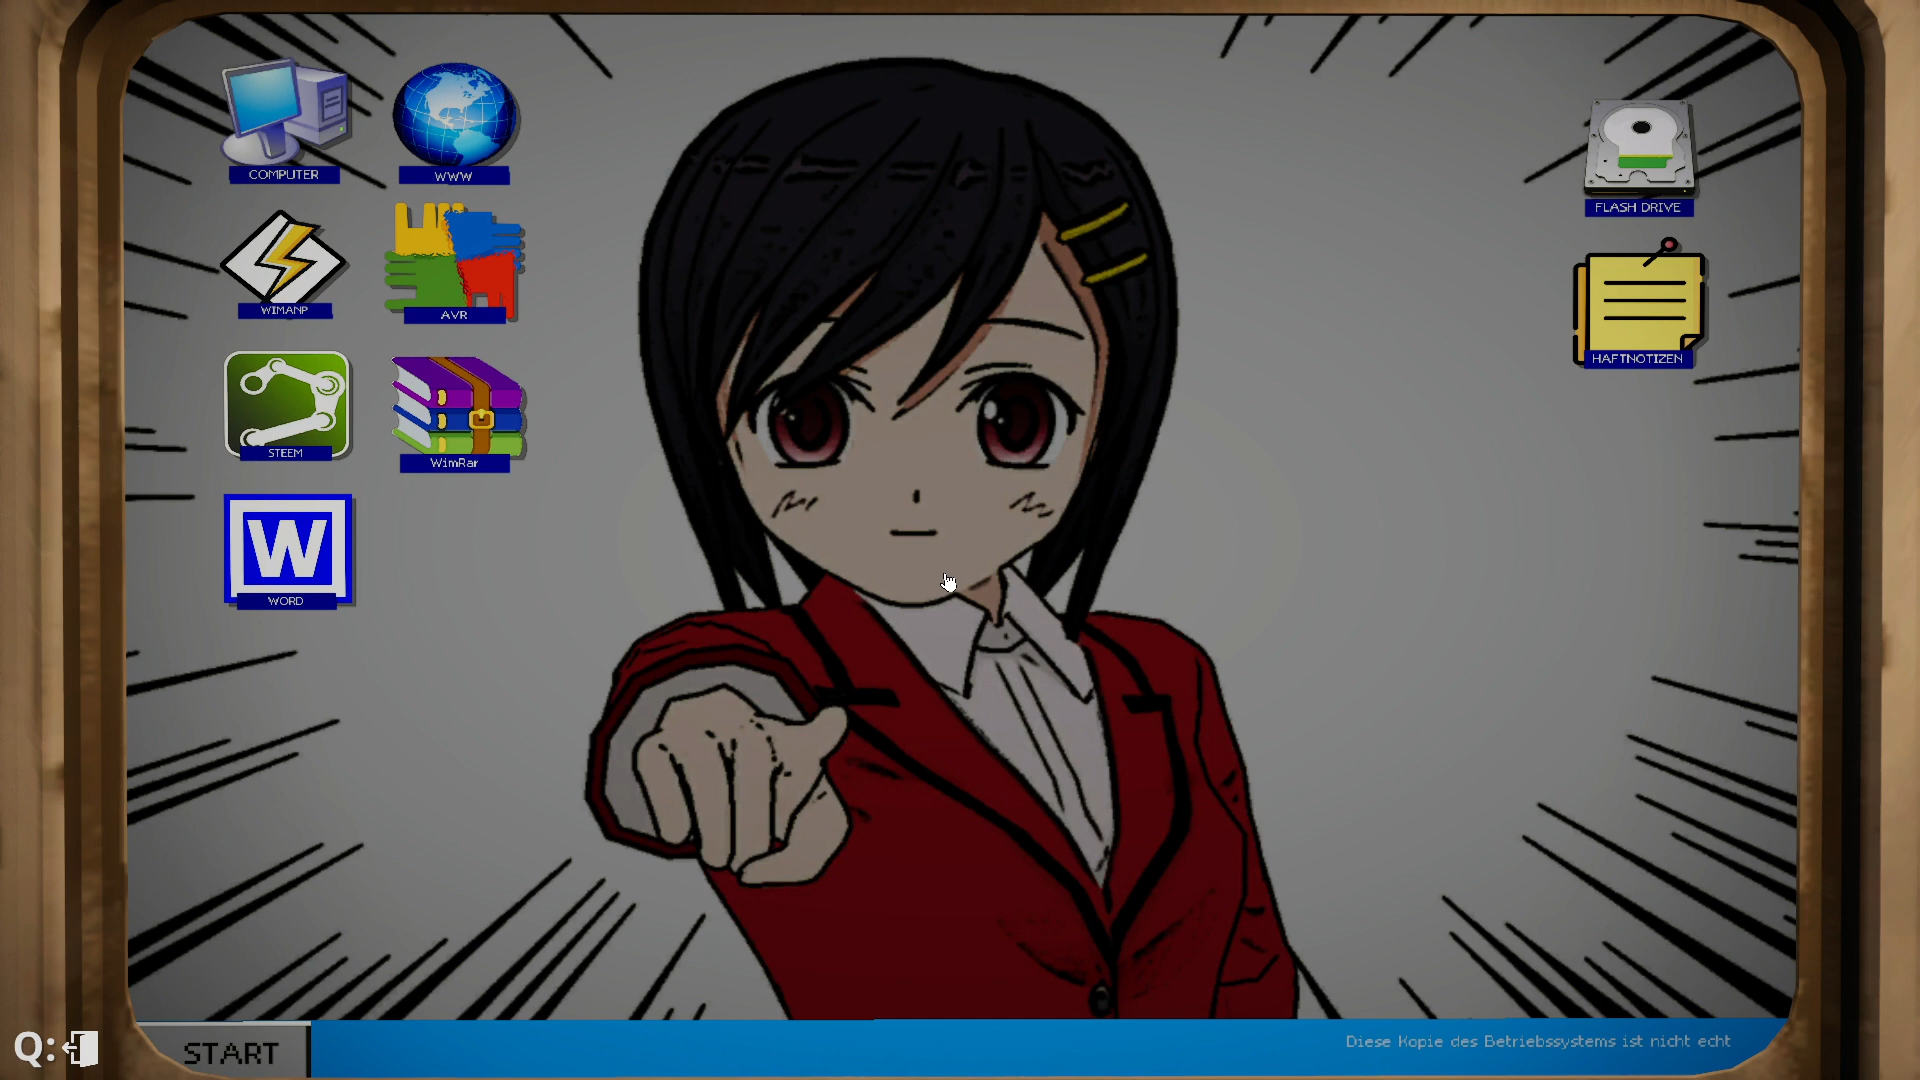 COMPUTER
WWW
WIMANP
AVR
STEEM
WimRar
W
WORD
FLASH DRIVE
HAFTNOTIZEN
Q:
START
Diese Kopie des Betriebssystems ist nicht echt